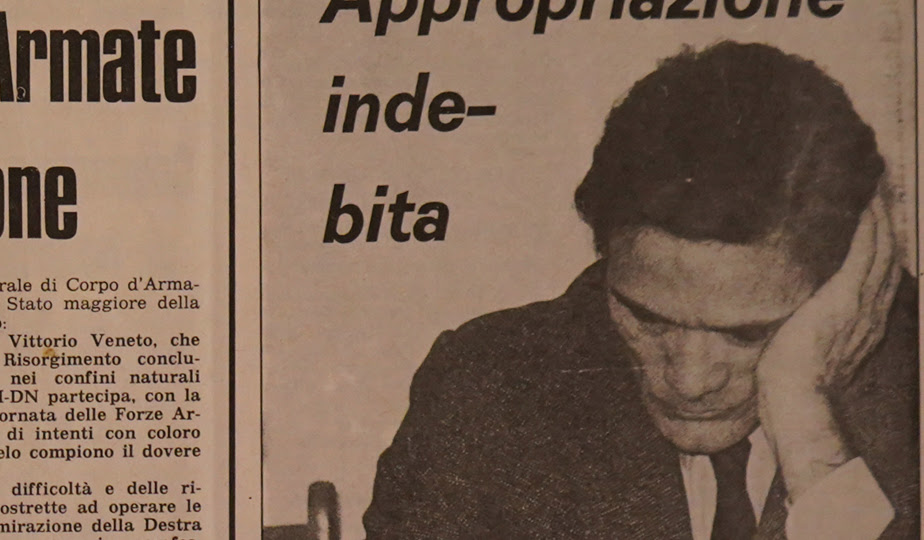 Armate
one
rale di Corpo d'Arma-
Stato maggiore della
Vittorio Veneto, che
Risorgimento conclu-
nei confini naturali
I-DN partecipa, con la
ornata delle Forze Ar-
di intenti con coloro
elo compiono il dovere
difficoltà e delle ri-
ostrette ad operare le
mirazione della Destra
Appropriazione
inde-
bita